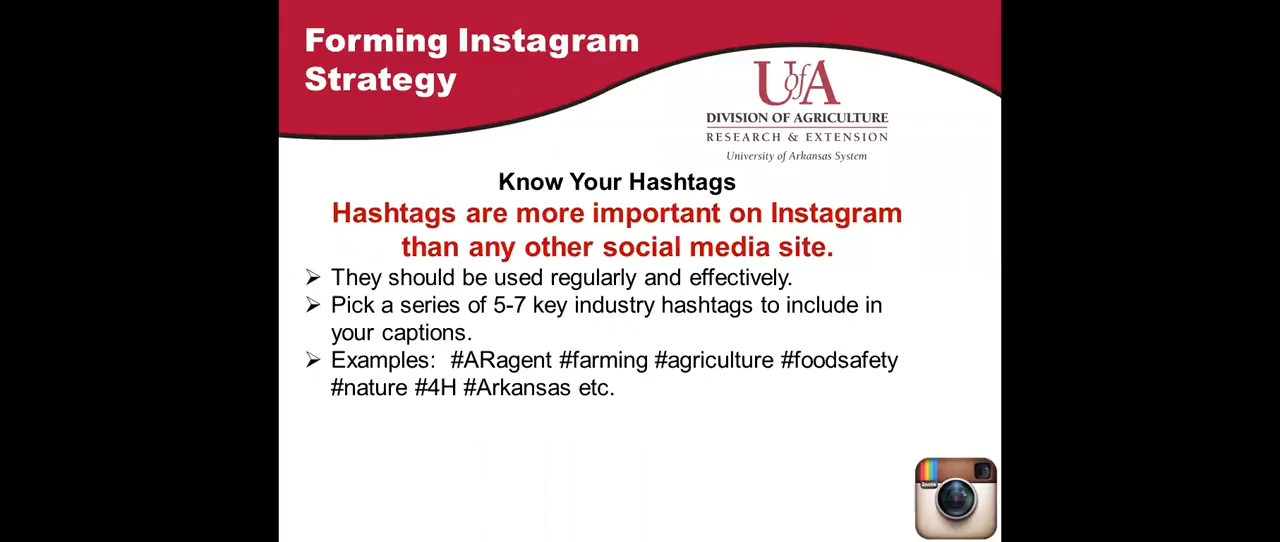 Forming Instagram
Strategy
UofA
DIVISION OF AGRICULTURE
RESEARCH & EXTENSION
University of Arkansas System
Know Your Hashtags
Hashtags are more important on Instagram
than any other social media site.
➢ They should be used regularly and effectively.
➢ Pick a series of 5-7 key industry hashtags to include in
your captions.
➢ Examples: #ARagent #farming #agriculture #foodsafety
#nature #4H #Arkansas etc.